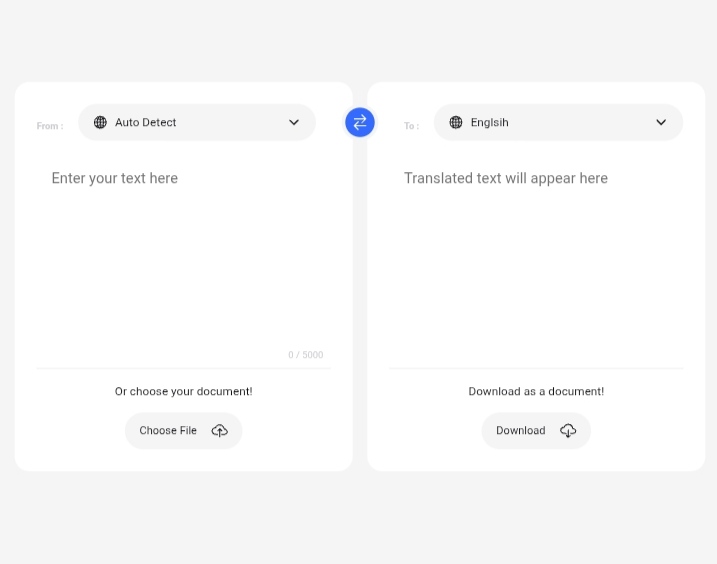 From :
Auto Detect
Enter your text here
0 / 5000
Or choose your document!
Choose File
To :
Englsih
Translated text will appear here
Download as a document!
Download